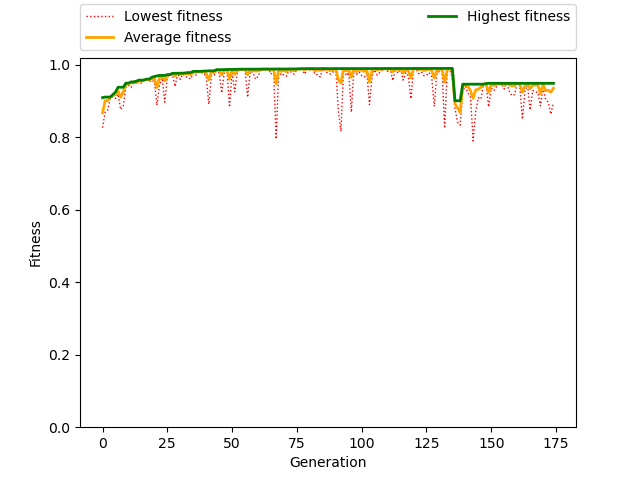 Lowest fitness
Average fitness
Highest fitness
1.0
0.8
0.6
0.4
0.2
0.0
Fitness
0 25 50 75 100 125 150 175
Generation